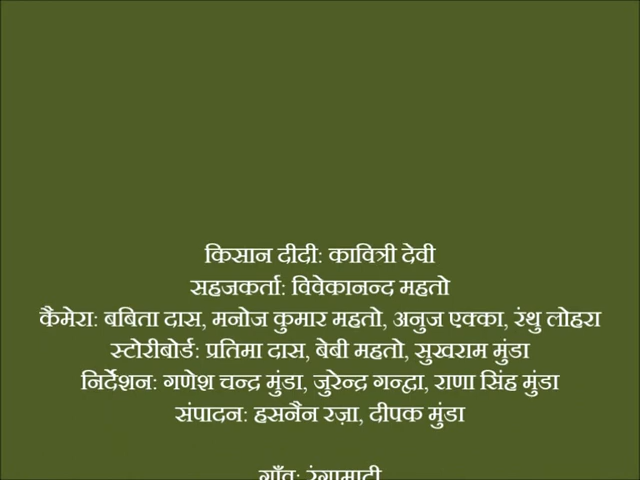 किसान दीदी: कावित्री देवी
सहजकर्ता: विवेकानन्द महतो
कैमेरा: बबिता दास, मनोज कुमार महतो, अनुज एक्का, रंथु लोहरा
स्टोरीबोर्ड: प्रतिमा दास, बेबी महतो, सुखराम मुंडा
निर्देशन: गणेश चन्द्र मुंडा, जुरेन्द्र गन्द्वा, राणा सिंह मुंडा
संपादन: हसनैन रज़ा, दीपक मुंडा
गाँव: रंगामाटी